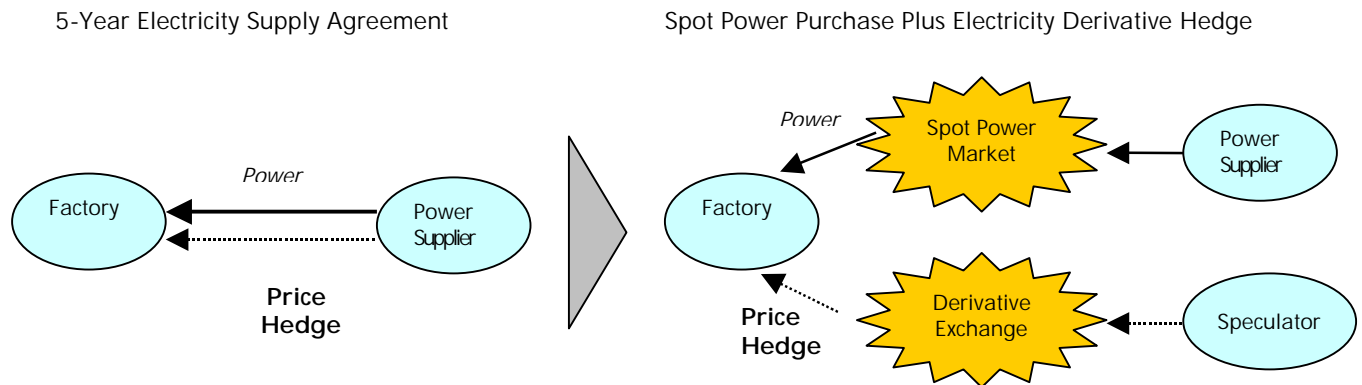 5-Year Electricity Supply Agreement
Spot Power Purchase Plus Electricity Derivative Hedge
Power
Factory
Power
Supplier
Price
Hedge
Power
Spot Power
Market
Power
Supplier
Factory
Price
Hedge
Derivative
Exchange
Speculator